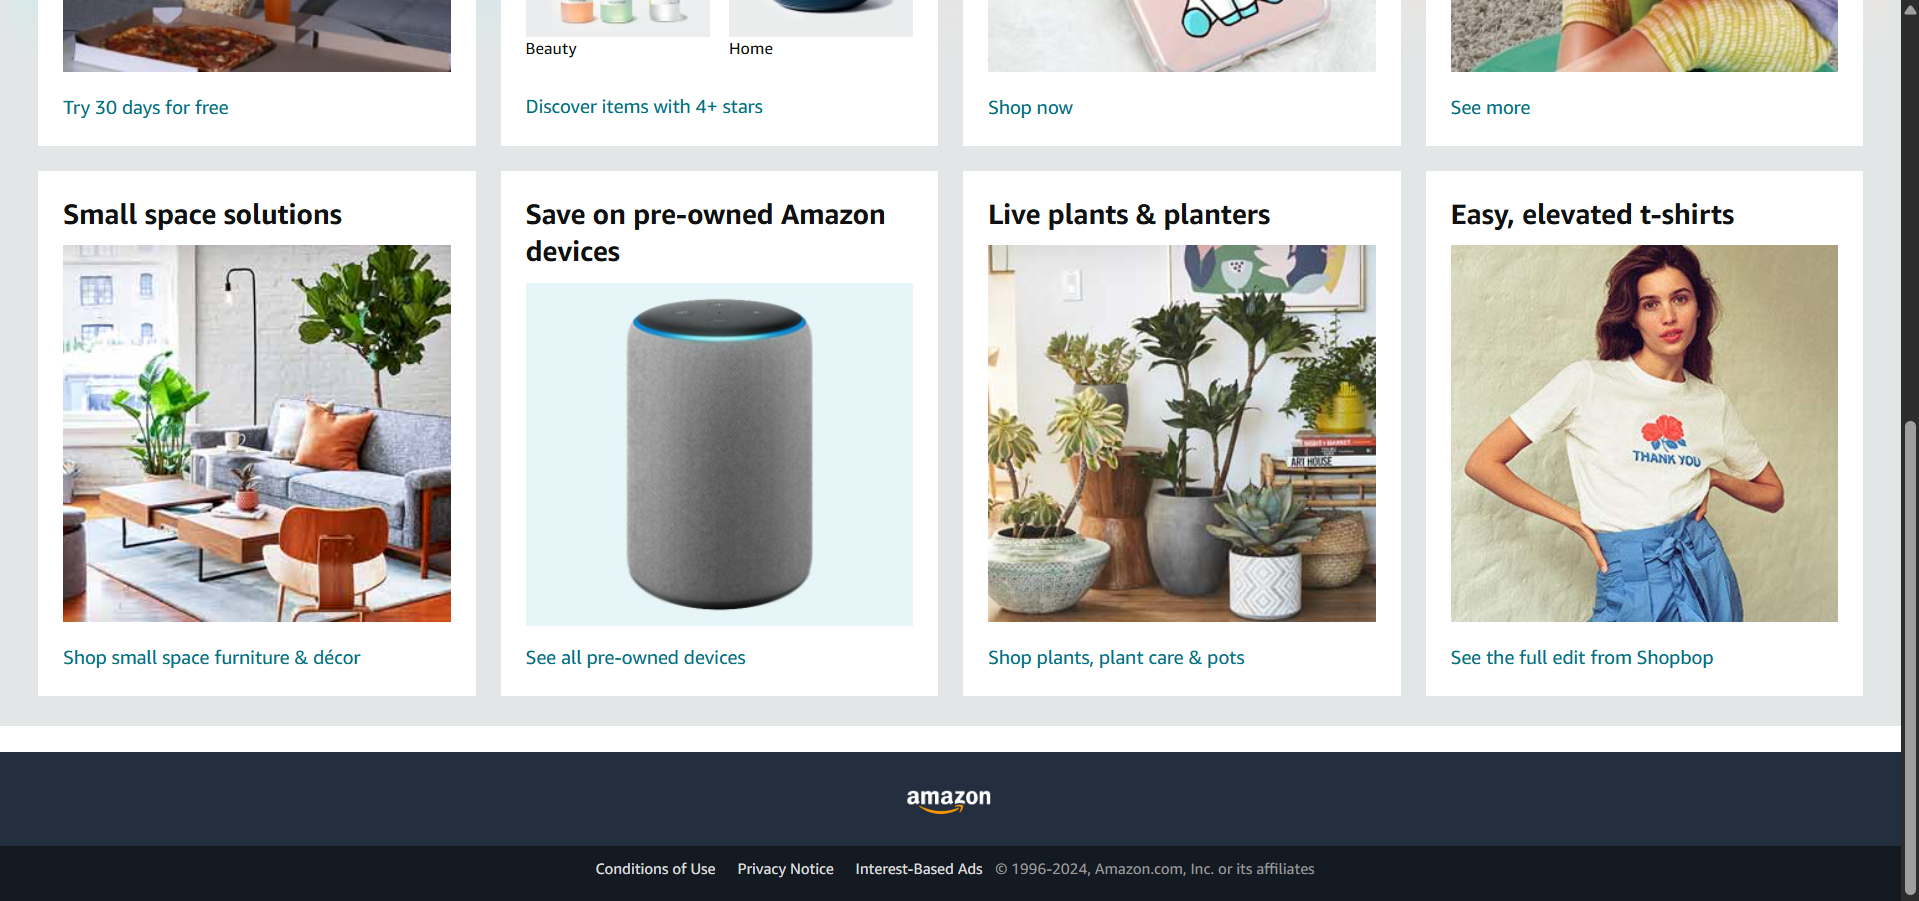 Beauty
Home
Try 30 days for free
Discover items with 4+ stars
Shop now
See more
Small space solutions
Shop small space furniture & décor
Save on pre-owned Amazon
devices
See all pre-owned devices
Live plants & planters
ART HOUSE
Shop plants, plant care & pots
Easy, elevated t-shirts
THANK YOU
See the full edit from Shopbop
amazon
Conditions of Use
Privacy Notice
Interest-Based Ads
© 1996-2024, Amazon.com, Inc. or its affiliates